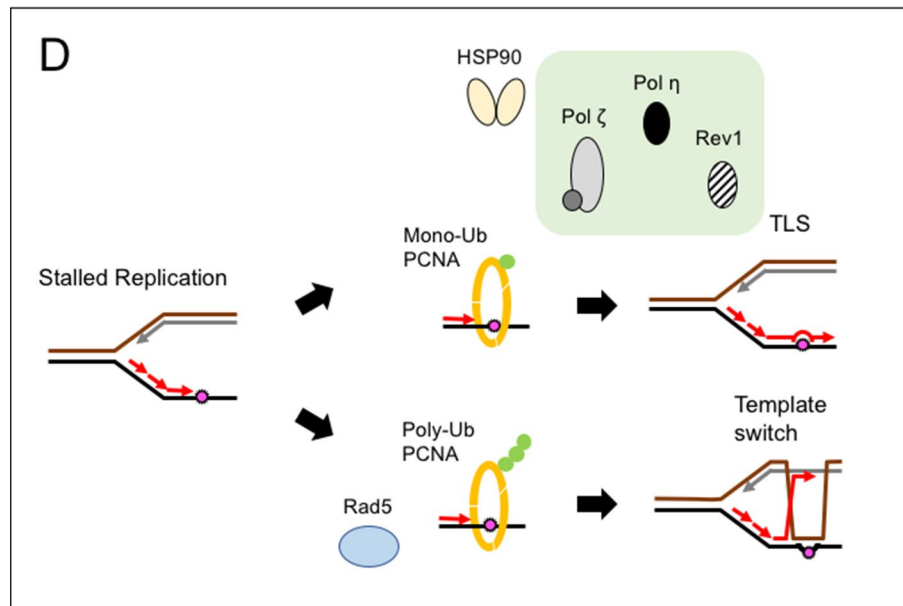 D
HSP90
Pol η
Pol ζ
Rev1
TLS
Mono-Ub
PCNA
Stalled Replication
Template
switch
Poly-Ub
PCNA
Rad5